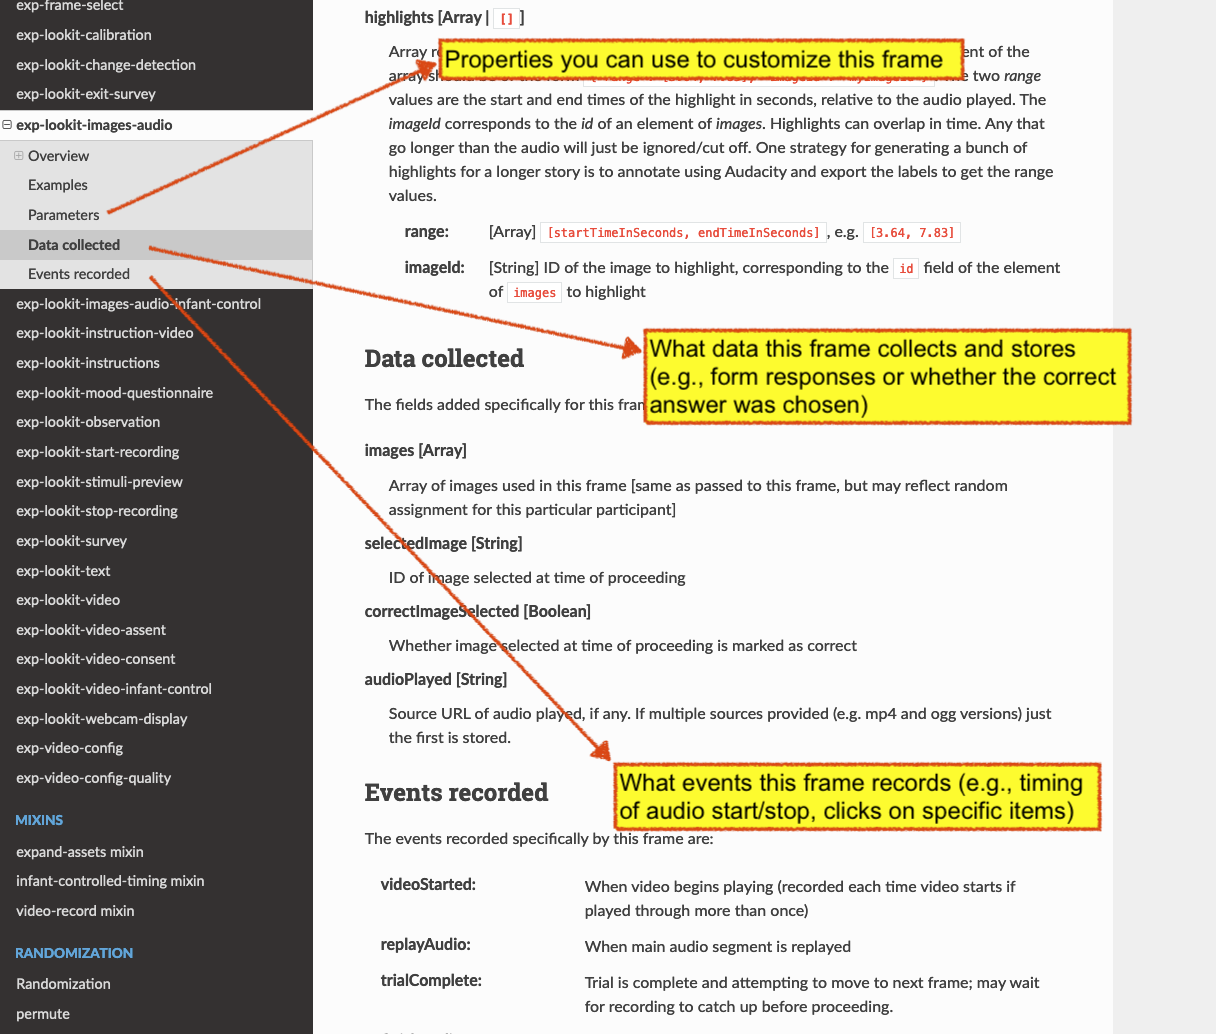 exp-frame-select
exp-lookit-calibration
exp-lookit-change-detection
exp-lookit-exit-survey
exp-lookit-images-audio
Overview
Examples
Parameters
Data collected
Events recorded
exp-lookit-images-audio-infant-control
exp-lookit-instruction-video
exp-lookit-instructions
exp-lookit-mood-questionnaire
exp-lookit-observation
exp-lookit-start-recording
exp-lookit-stimuli-preview
exp-lookit-stop-recording
exp-lookit-survey
exp-lookit-text
exp-lookit-video
exp-lookit-video-assent
exp-lookit-video-consent
exp-lookit-video-infant-control
exp-lookit-webcam-display
exp-video-config
exp-video-config-quality
MIXINS
expand-assets mixin
infant-controlled-timing mixin
video-record mixin
RANDOMIZATION
Randomization
permute
highlights [Array | [] ]
Array
Properties you can use to customize this frame
of the
array
two range
values are the start and end times of the highlight in seconds, relative to the audio played. The
imageId corresponds to the id of an element of images. Highlights can overlap in time. Any that
go longer than the audio will just be ignored/cut off. One strategy for generating a bunch of
highlights for a longer story is to annotate using Audacity and export the labels to get the range
values.
range: [Array] [startTimeInSeconds, endTimeInSeconds] , e.g. [3.64, 7.83]
imageId: [String] ID of the image to highlight, corresponding to the id field of the element
of images to highlight
Data collected
What data this frame collects and stores
(e.g., form responses or whether the correct
answer was chosen)
The fields added specifically for this
images [Array]
Array of images used in this frame [same as passed to this frame, but may reflect random
assignment for this particular participant]
selectedImage [String]
ID of image selected at time of proceeding
correctImageSelected [Boolean]
Whether image selected at time of proceeding is marked as correct
audioPlayed [String]
Source URL of audio played, if any. If multiple sources provided (e.g. mp4 and ogg versions) just
the first is stored.
Events recorded
What events this frame records (e.g., timing
of audio start/stop, clicks on specific items)
The events recorded specifically by this frame are:
videoStarted: When video begins playing (recorded each time video starts if
played through more than once)
replayAudio: When main audio segment is replayed
trialComplete: Trial is complete and attempting to move to next frame; may wait
for recording to catch up before proceeding.